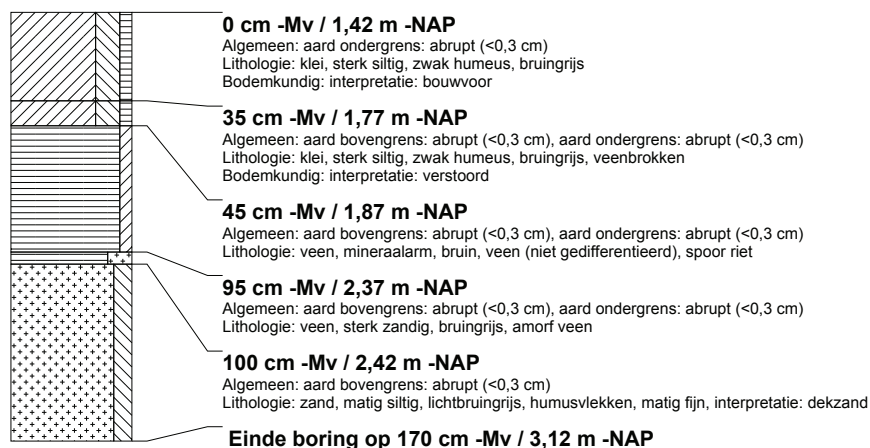 0 cm -Mv / 1,42 m -NAP
Algemeen: aard ondergrens: abrupt (<0,3 cm)
Lithologie: klei, sterk siltig, zwak humeus, bruingrijs
Bodemkundig: interpretatie: bouwvoor
35 cm -Mv / 1,77 m -NAP
Algemeen: aard bovengrens: abrupt (<0,3 cm), aard ondergrens: abrupt (<0,3 cm)
Lithologie: klei, sterk siltig, zwak humeus, bruingrijs, veenbrokken
Bodemkundig: interpretatie: verstoord
45 cm -Mv / 1,87 m -NAP
Algemeen: aard bovengrens: abrupt (<0,3 cm), aard ondergrens: abrupt (<0,3 cm)
Lithologie: veen, mineraalarm, bruin, veen (niet gedifferentieerd), spoor riet
95 cm -Mv / 2,37 m -NAP
Algemeen: aard bovengrens: abrupt (<0,3 cm), aard ondergrens: abrupt (<0,3 cm)
Lithologie: veen, sterk zandig, bruingrijs, amorf veen
100 cm -Mv / 2,42 m -NAP
Algemeen: aard bovengrens: abrupt (<0,3 cm)
Lithologie: zand, matig siltig, lichtbruingrijs, humusvlekken, matig fijn, interpretatie: dekzand
Einde boring op 170 cm -Mv / 3,12 m -NAP